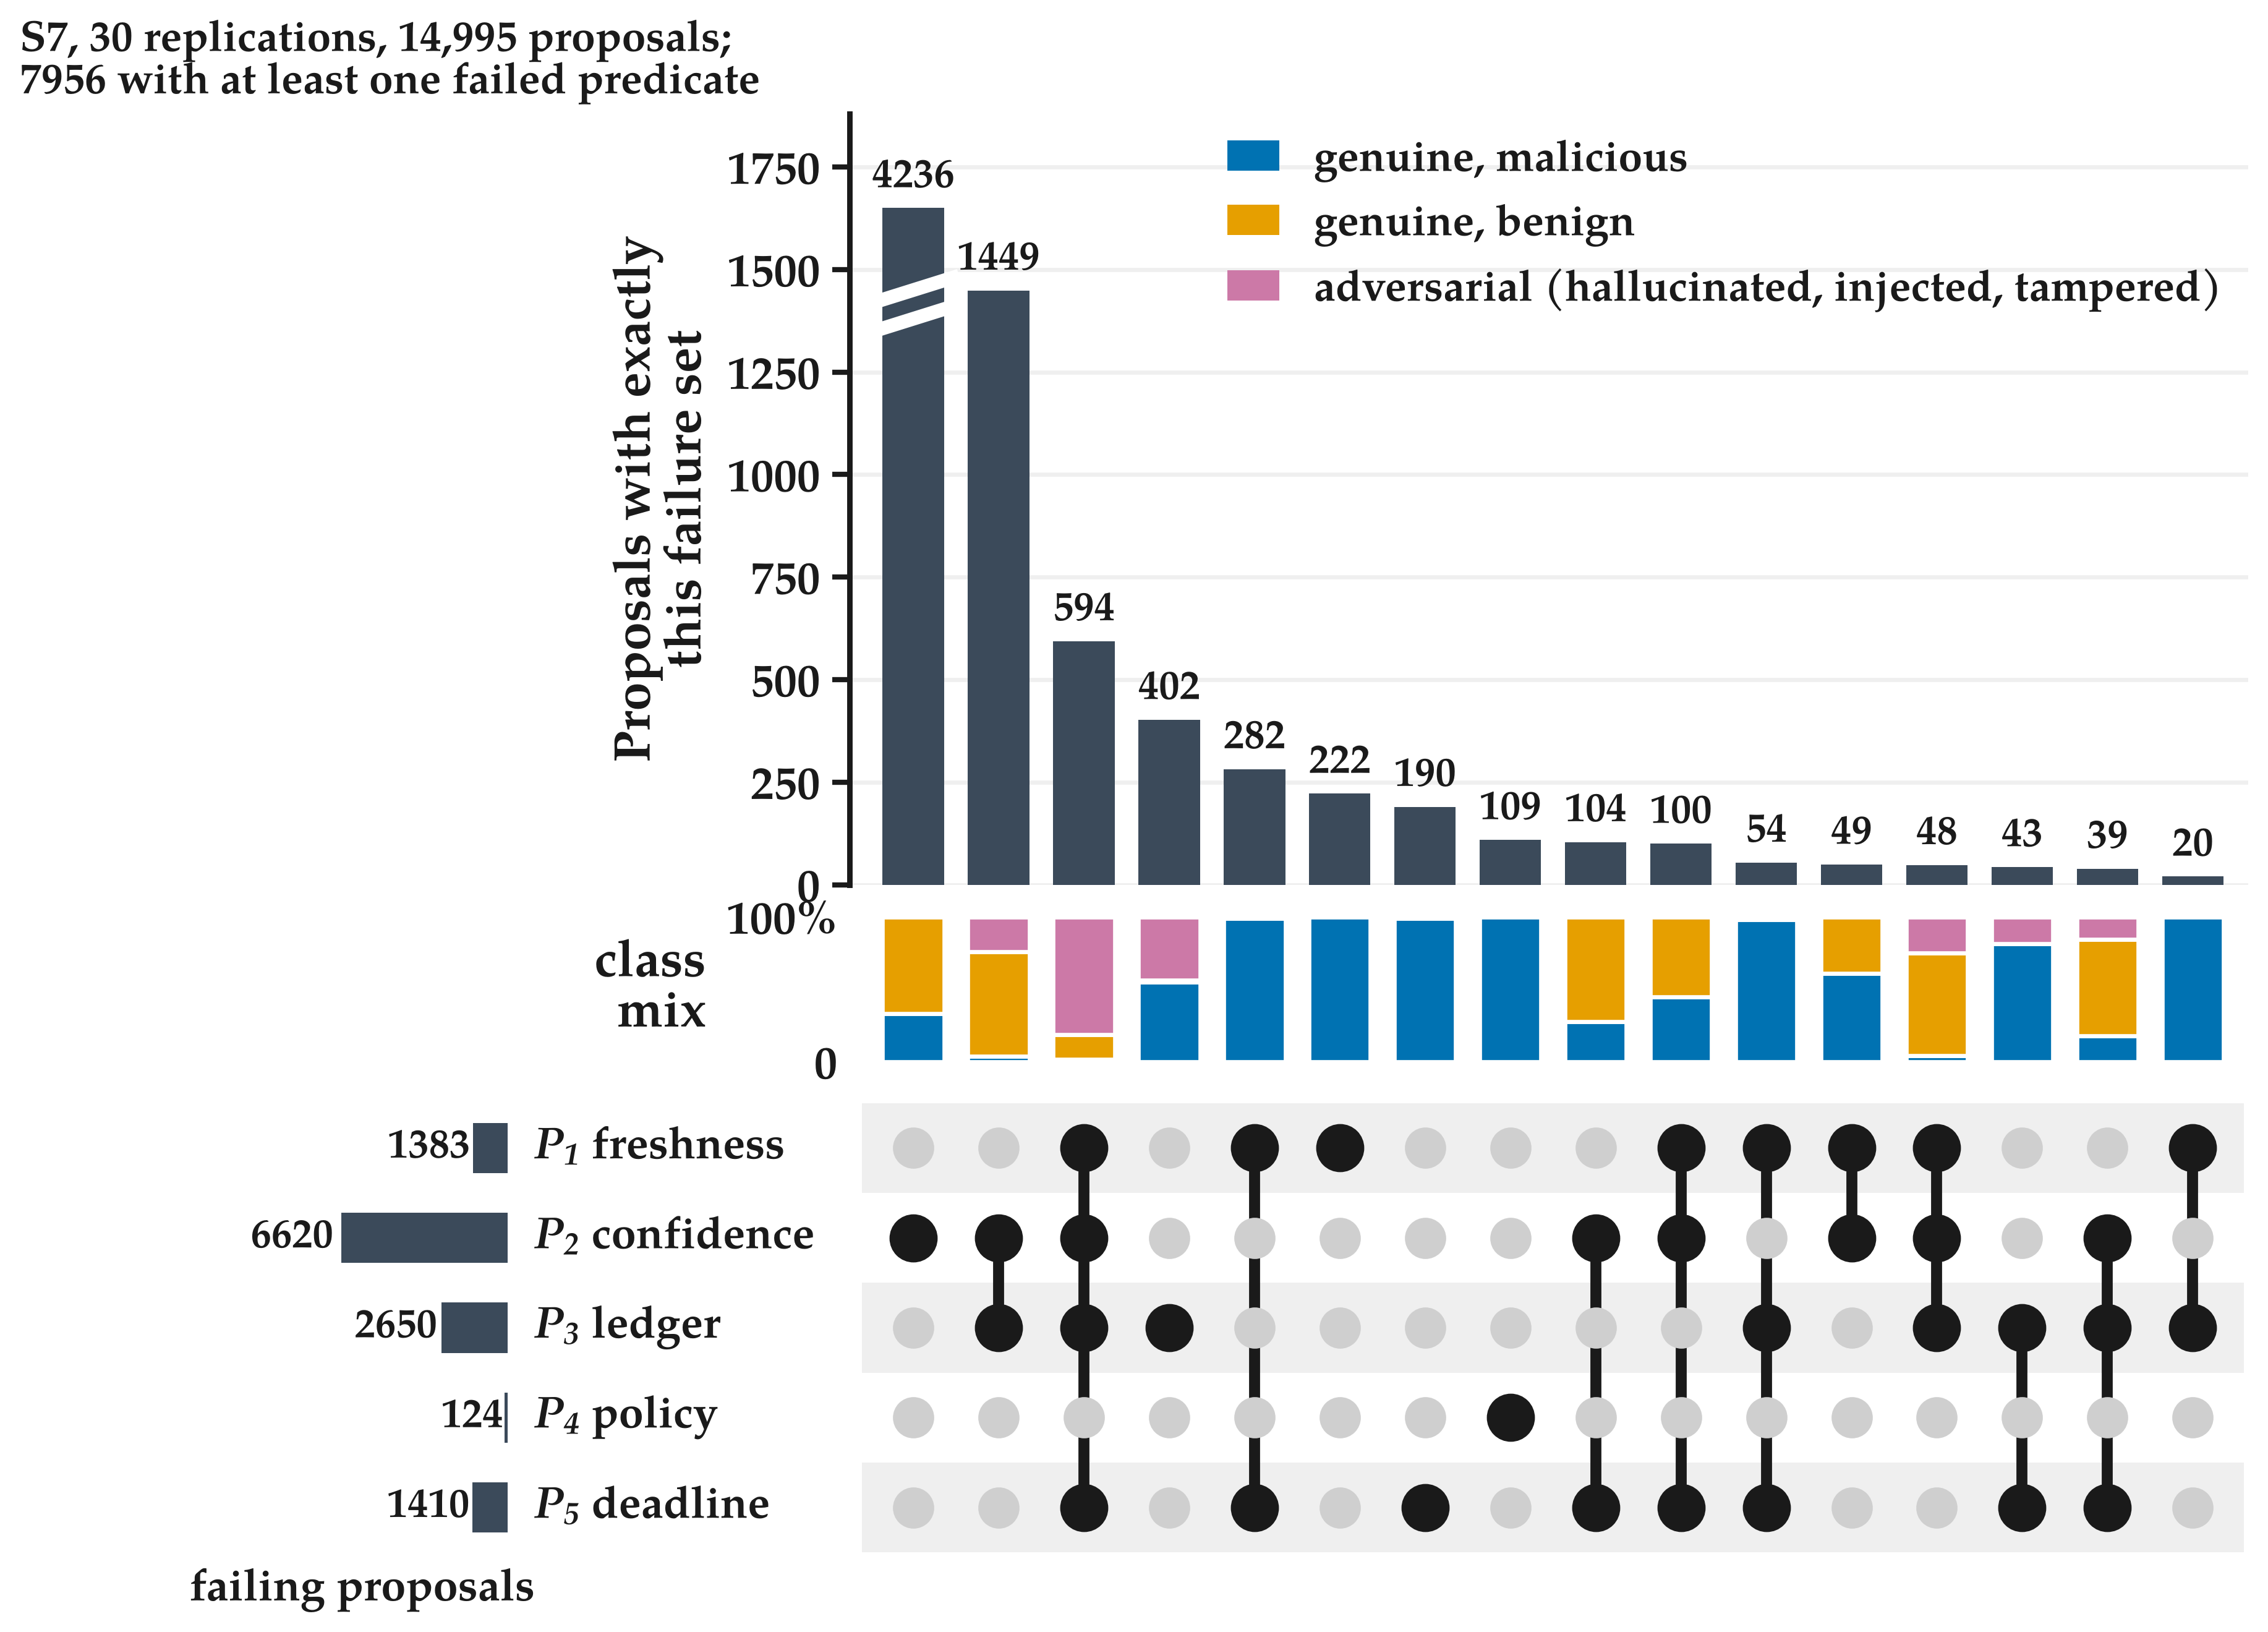 S7, 30 replications, 14,995 proposals;
7956 with at least one failed predicate
genuine, malicious
genuine, benign
adversarial (hallucinated, injected, tampered)
Proposals with exactly
this failure set
1750
1500
1250
1000
750
500
250
0
4236
1449
594
402
282
222
190
109
104
100
54
49
48
43
39
20
100%
class
mix
0
1383 P1 freshness
6620 P2 confidence
2650 P3 ledger
124 P4 policy
1410 P5 deadline
failing proposals